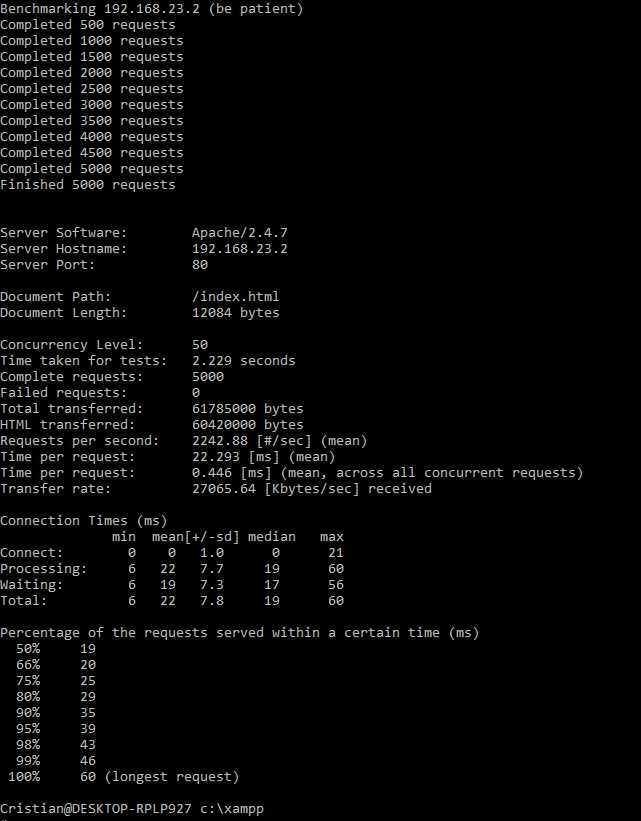 Benchmarking 192.168.23.2 (be patient)
Completed 500 requests
Completed 1000 requests
Completed 1500 requests
Completed 2000 requests
Completed 2500 requests
Completed 3000 requests
Completed 3500 requests
Completed 4000 requests
Completed 4500 requests
Completed 5000 requests
Finished 5000 requests
Server Software:        Apache/2.4.7
Server Hostname:        192.168.23.2
Server Port:            80
Document Path:          /index.html
Document Length:        12084 bytes
Concurrency Level:      50
Time taken for tests:   2.229 seconds
Complete requests:      5000
Failed requests:        0
Total transferred:      61785000 bytes
HTML transferred:       60420000 bytes
Requests per second:    2242.88 [#/sec] (mean)
Time per request:       22.293 [ms] (mean)
Time per request:       0.446 [ms] (mean, across all concurrent requests)
Transfer rate:          27065.64 [Kbytes/sec] received
Connection Times (ms)
              min  mean[+/-sd] median   max
Connect:        0    0   1.0      0      21
Processing:     6   22   7.7     19      60
Waiting:        6   19   7.3     17      56
Total:          6   22   7.8     19      60
Percentage of the requests served within a certain time (ms)
  50%     19
  66%     20
  75%     25
  80%     29
  90%     35
  95%     39
  98%     43
  99%     46
 100%     60 (longest request)
Cristian@DESKTOP-RPLP927 c:\xampp